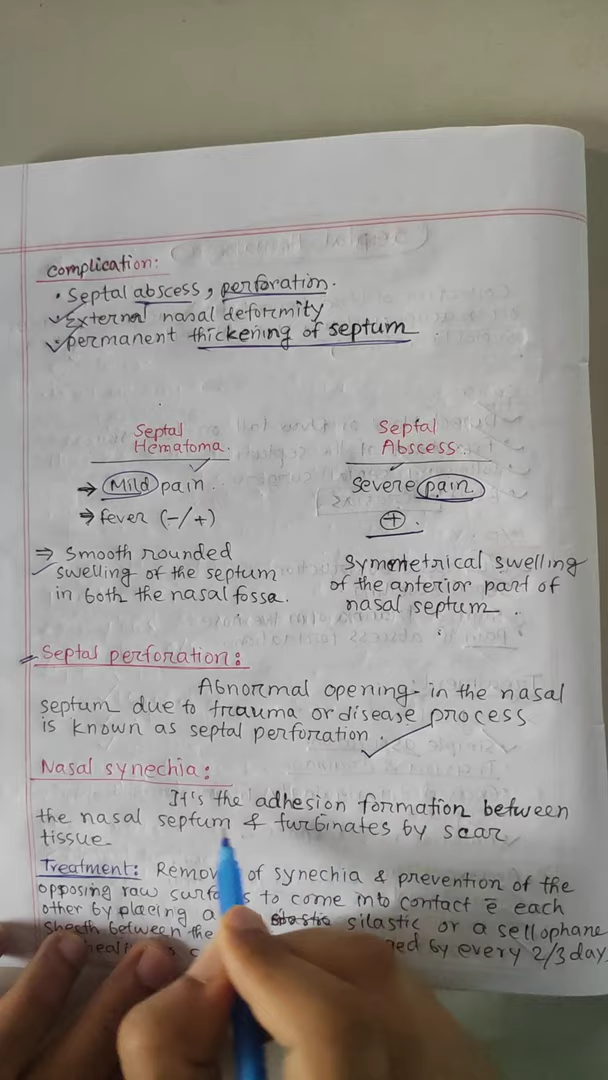 Complication:
• Septal abscess, perforation.
External nasal deformity
permanent thickening of septum
Septal Hematoma.
→ Mild pain
→ fever (-/+)
⇒ Smooth rounded
swelling of the septum
in both the nasal fossa.
Septal Abscess
Severe pain
+
Symmetrical swelling
of the anterior part of
nasal septum
Septal perforation:
Abnormal opening in the nasal
septum due to trauma or disease process
is known as septal perforation.
Nasal synechia:
It's the adhesion formation between
the nasal septum & turbinates by scar
tissue
Treatment: of synechia & prevention of the
opposing raw to come into contact c̄ each
other by placing a silastic or a sellophane
sheeth between the
by every 2/3 day